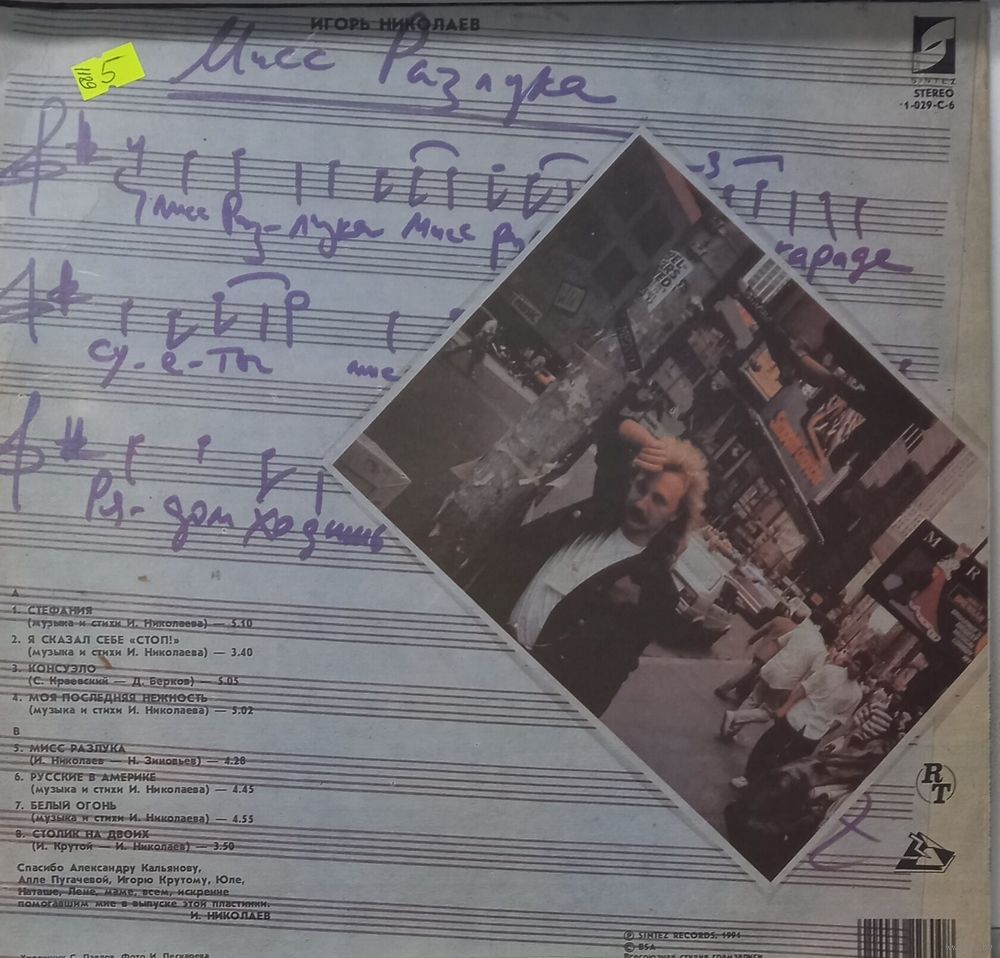 ИГОРЬ НИКОЛАЕВ
Мисс Разлука
1129 5
SINTEZ
STEREO
1-029-C-6
Мисс Раз-лука Мисс
су-е-ты
Ря-дом ходишь
А
1. СТЕФАНИЯ
(музыка и стихи И. Николаева) — 5.10
2. Я СКАЗАЛ СЕБЕ «СТОП!»
(музыка и стихи И. Николаева) — 3.40
3. КОНСУЭЛО
(С. Краевский — Д. Берков) — 5.05
4. МОЯ ПОСЛЕДНЯЯ НЕЖНОСТЬ
(музыка и стихи И. Николаева) — 5.02
В
5. МИСС РАЗЛУКА
(И. Николаев — Н. Зиновьев) — 4.28
6. РУССКИЕ В АМЕРИКЕ
(музыка и стихи И. Николаева) — 4.45
7. БЕЛЫЙ ОГОНЬ
(музыка и стихи И. Николаева) — 4.55
8. СТОЛИК НА ДВОИХ
(И. Крутой — И. Николаев) — 3.50
Спасибо Александру Кальянову,
Алле Пугачевой, Игорю Крутому, Юле,
Наташе, Лене, маме, всем, искренне
помогавшим мне в выпуске этой пластинки.
И. НИКОЛАЕВ
RT
℗ SINTEZ RECORDS, 1991
© BSA
Всесоюзная студия грамзаписи